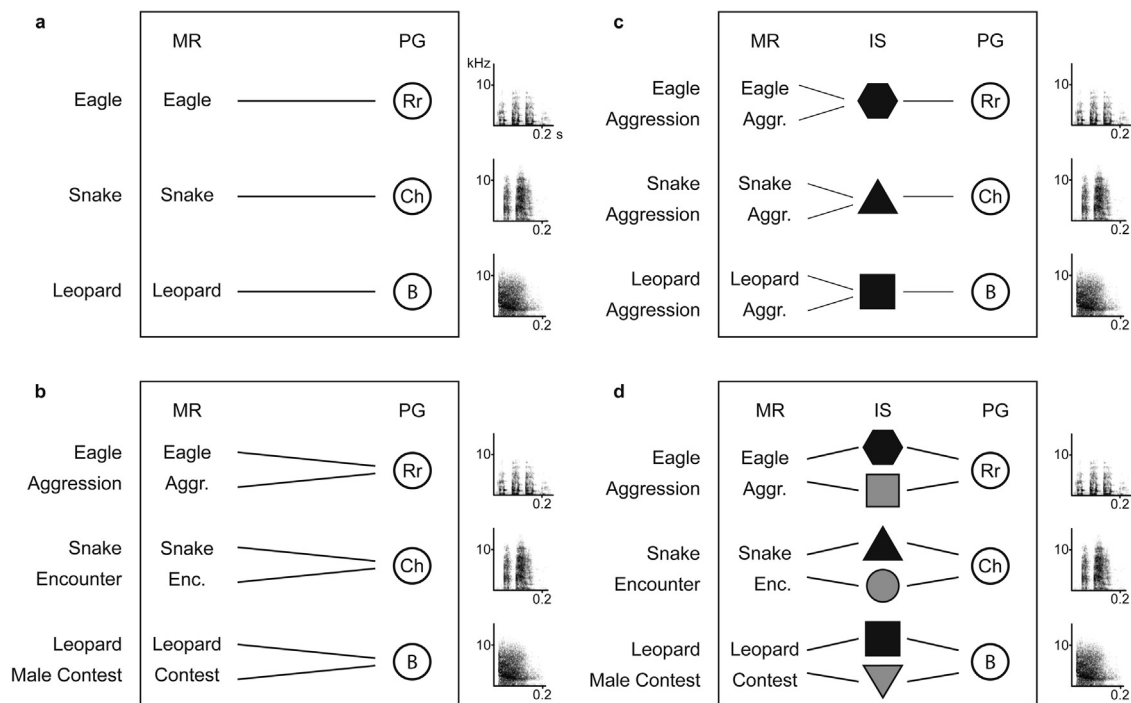 a
MR PG
kHz
10
Eagle Eagle Rr
0.2 s
Snake Snake Ch
10
0.2
Leopard Leopard B
10
0.2
b
MR PG
Eagle Eagle
Aggression Aggr.
Rr
10
0.2
Snake Snake
Encounter Enc.
Ch
10
0.2
Leopard Leopard
Male Contest Contest
B
10
0.2
c
MR IS PG
Eagle Eagle
Aggression Aggr.
Rr
10
0.2
Snake Snake
Aggression Aggr.
Ch
10
0.2
Leopard Leopard
Aggression Aggr.
B
10
0.2
d
MR IS PG
Eagle Eagle
Aggression Aggr.
Rr
10
0.2
Snake Snake
Encounter Enc.
Ch
10
0.2
Leopard Leopard
Male Contest Contest
B
10
0.2